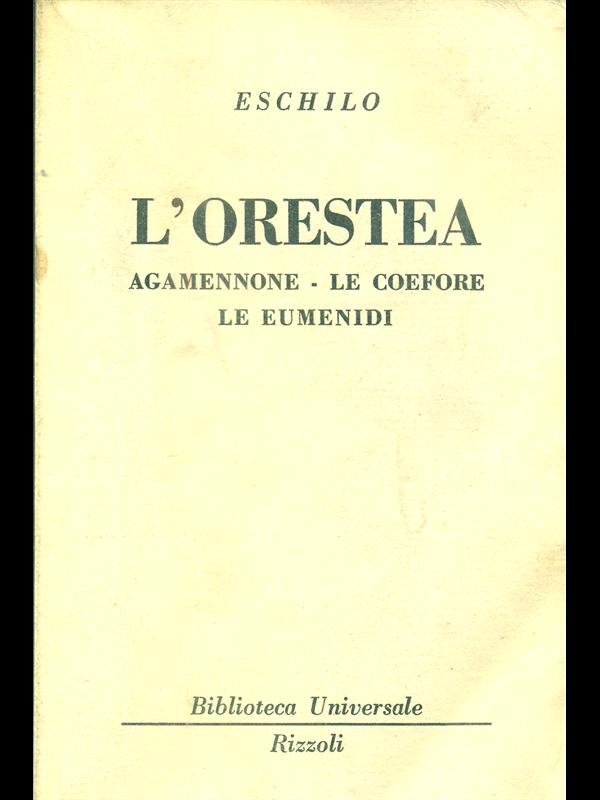 ESCHILO
L'ORESTEA
AGAMENNONE - LE COEFORE
LE EUMENIDI
Biblioteca Universale
Rizzoli